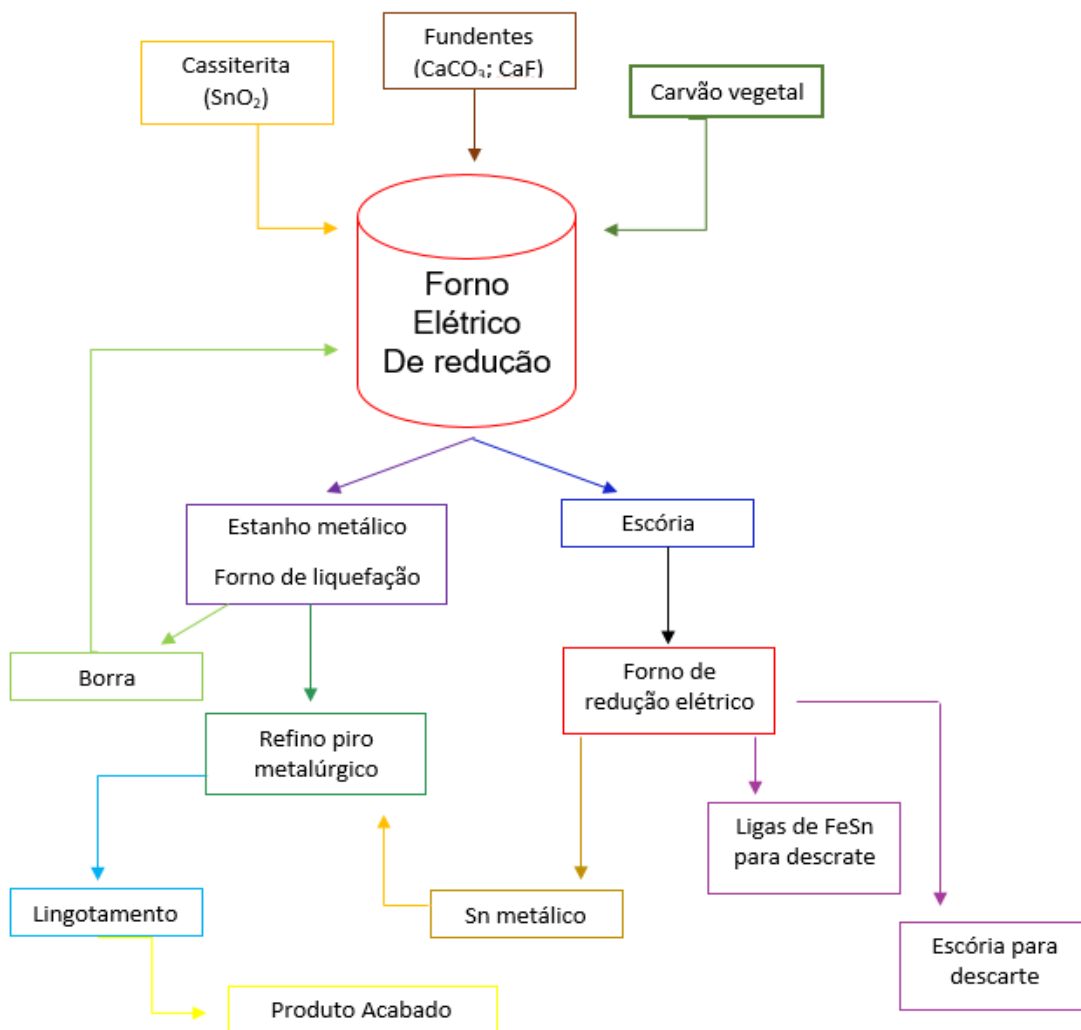 Fundentes
(CaCO₃; CaF)
Cassiterita
(SnO₂)
Carvão vegetal
Forno
Elétrico
De redução
Estanho metálico
Forno de liquefação
Escória
Borra
Forno de
redução elétrico
Refino piro
metalúrgico
Ligas de FeSn
para descrate
Lingotamento
Sn metálico
Escória para
descarte
Produto Acabado